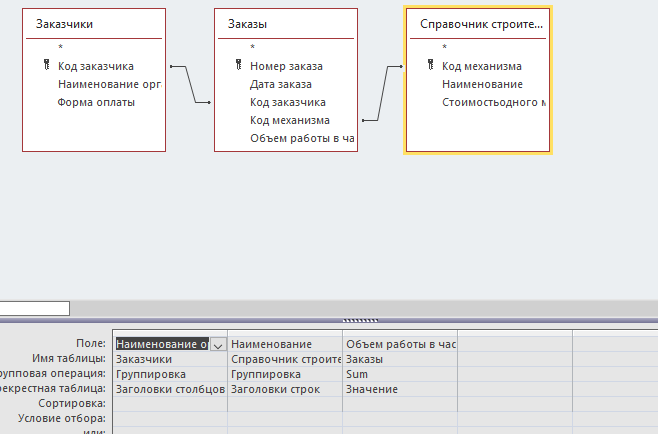 Заказчики Заказы Справочник строите...
* * *
Код заказчика Номер заказа Код механизма
Наименование орг Дата заказа Наименование
Форма оплаты Код заказчика Стоимостьодного м
Код механизма
Объем работы в ча
Поле: Наименование о Наименование Объем работы в час
Имя таблицы: Заказчики Справочник строите Заказы
рупповая операция: Группировка Группировка Sum
рекрестная таблица: Заголовки столбцов Заголовки строк Значение
Сортировка:
Условие отбора:
или: